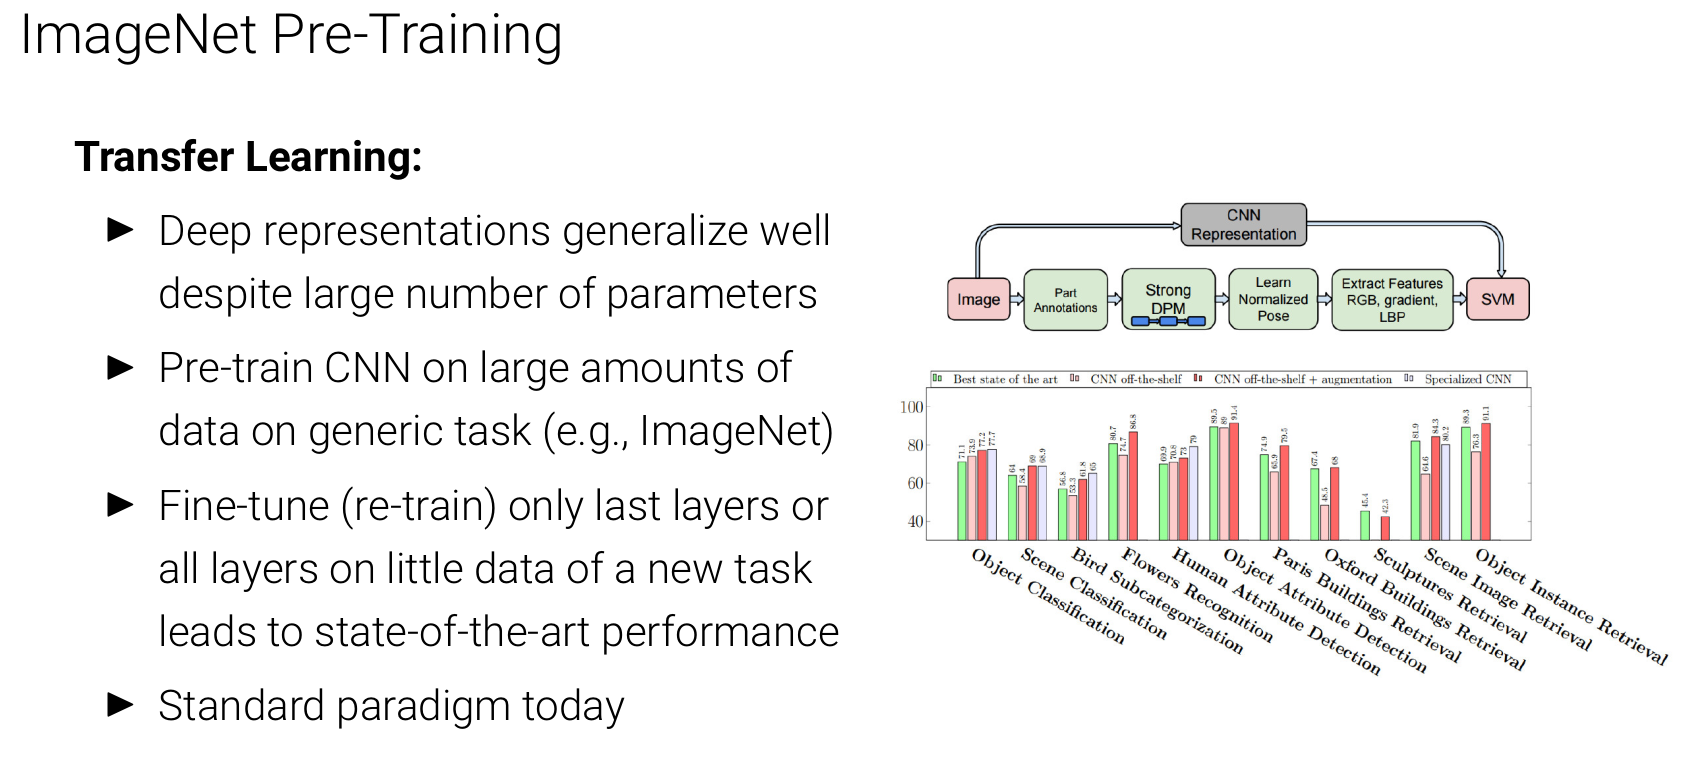 ImageNet Pre-Training
Transfer Learning:
Deep representations generalize well
despite large number of parameters
Pre-train CNN on large amounts of
data on generic task (e.g., ImageNet)
Fine-tune (re-train) only last layers or
all layers on little data of a new task
leads to state-of-the-art performance
Standard paradigm today
CNN
Representation
Image
Part
Annotations
Strong
DPM
Learn
Normalized
Pose
Extract Features
RGB, gradient,
LBP
SVM
Best state of the art
CNN off-the-shelf
CNN off-the-shelf + augmentation
Specialized CNN
100
80
60
40
71.1
73.9
77.2
77.7
64
58.4
69
68.9
56.8
53.3
61.8
65
80.7
74.7
86.8
69.9
70.8
73
79
89.5
89
91.4
74.9
65.9
79.5
67.4
48.5
68
45.4
42.3
81.9
64.6
84.3
80.2
89.3
76.3
91.1
Object Classification
Scene Classification
Bird Subcategorization
Flowers Recognition
Human Attribute Detection
Object Attribute Detection
Paris Buildings Retrieval
Oxford Buildings Retrieval
Sculptures Retrieval
Scene Image Retrieval
Object Instance Retrieval